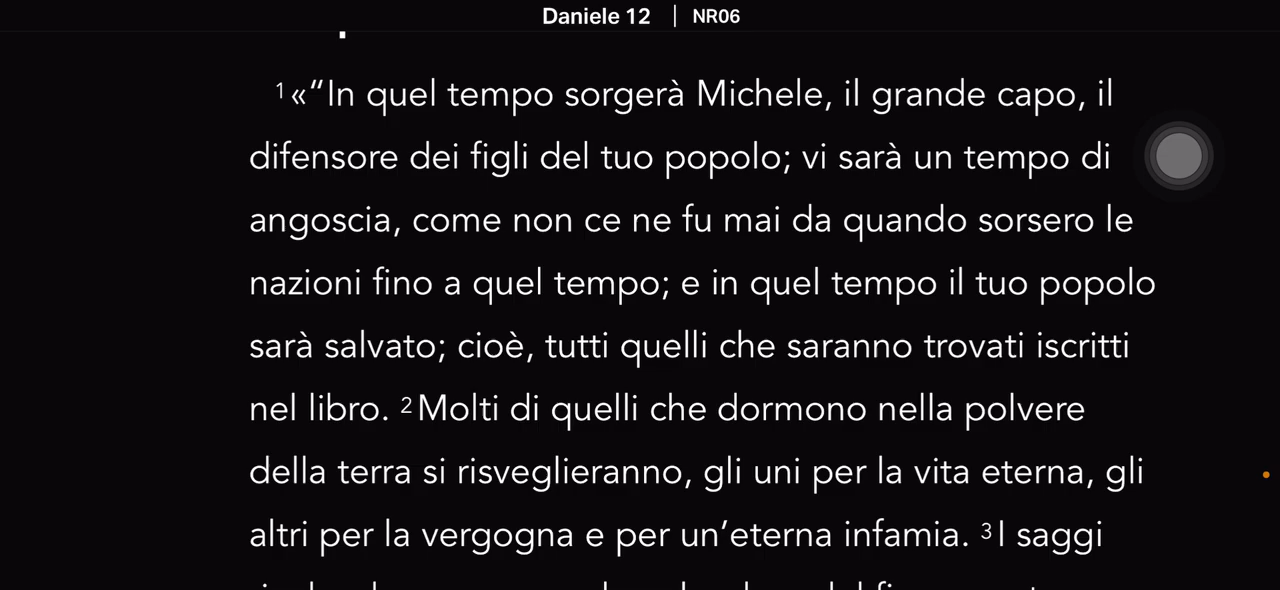 Daniele 12 | NR06
1 «“In quel tempo sorgerà Michele, il grande capo, il
difensore dei figli del tuo popolo; vi sarà un tempo di
angoscia, come non ce ne fu mai da quando sorsero le
nazioni fino a quel tempo; e in quel tempo il tuo popolo
sarà salvato; cioè, tutti quelli che saranno trovati iscritti
nel libro. 2 Molti di quelli che dormono nella polvere
della terra si risveglieranno, gli uni per la vita eterna, gli
altri per la vergogna e per un’eterna infamia. 3 I saggi